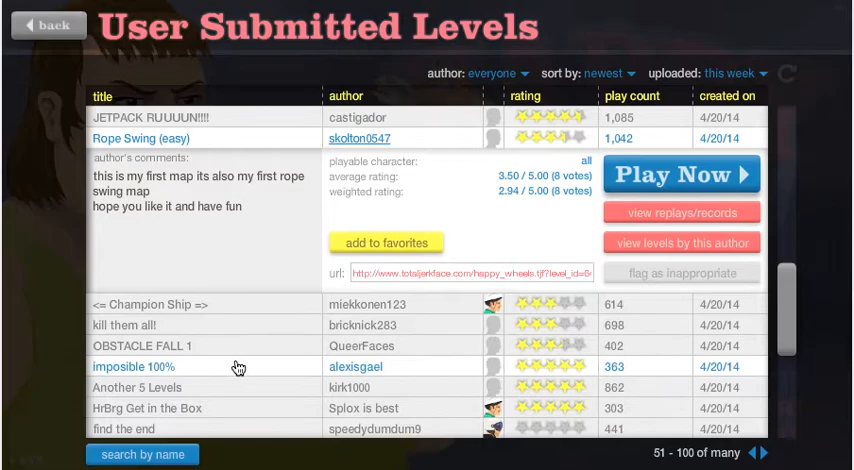 back
User Submitted Levels
author: everyone sort by: newest uploaded: this week
title author rating play count created on
JETPACK RUUUUN!!!! castigador 1,085 4/20/14
Rope Swing (easy) skolton0547 1,042 4/20/14
author's comments:
this is my first map its also my first rope
swing map
hope you like it and have fun
playable character: all
average rating: 3.50 / 5.00 (8 votes)
weighted rating: 2.94 / 5.00 (8 votes)
add to favorites
url: http://www.totaljerkface.com/happy_wheels.tjf?level_id=6
Play Now
view replays/records
view levels by this author
flag as inappropriate
<= Champion Ship => miekkonen123 614 4/20/14
kill them all! bricknick283 698 4/20/14
OBSTACLE FALL 1 QueerFaces 402 4/20/14
imposible 100% alexisgael 363 4/20/14
Another 5 Levels kirk1000 862 4/20/14
HrBrg Get in the Box Splox is best 303 4/20/14
find the end speedydumdum9 441 4/20/14
search by name
51 - 100 of many